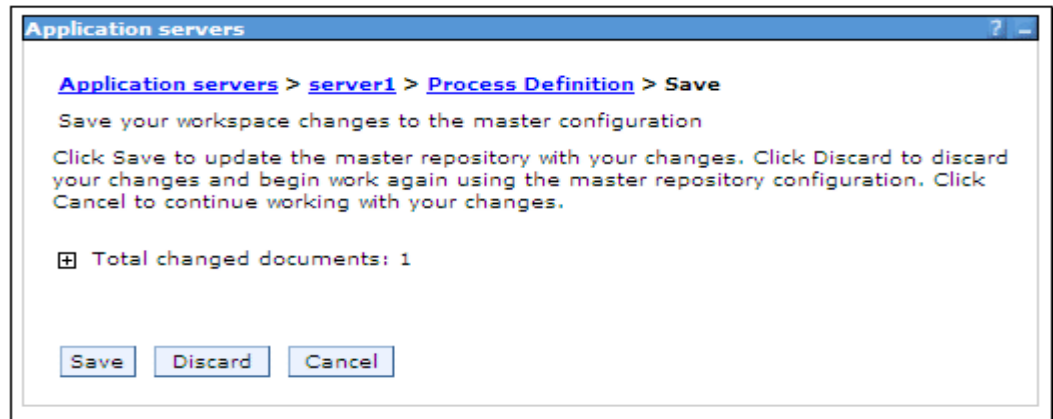 Application servers ? –
Application servers > server1 > Process Definition > Save
Save your workspace changes to the master configuration
Click Save to update the master repository with your changes. Click Discard to discard
your changes and begin work again using the master repository configuration. Click
Cancel to continue working with your changes.
Total changed documents: 1
Save Discard Cancel